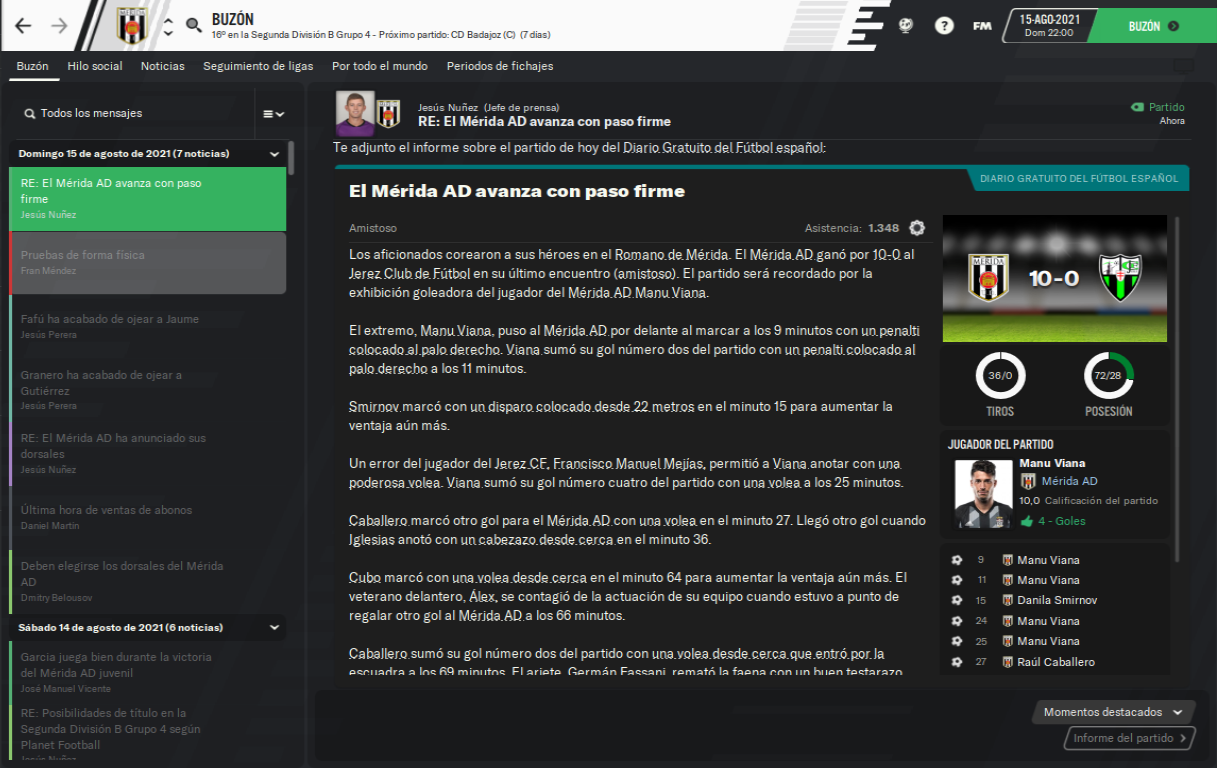 BUZÓN
16º en la Segunda División B Grupo 4 - Próximo partido: CD Badajoz (C) (7 días)
?
FM
15-AGO-2021
Dom 22:00
BUZÓN
Buzón
Hilo social
Noticias
Seguimiento de ligas
Por todo el mundo
Periodos de fichajes
Todos los mensajes
Domingo 15 de agosto de 2021 (7 noticias)
RE: El Mérida AD avanza con paso
firme
Jesús Nuñez
Pruebas de forma física
Fran Méndez
Fafú ha acabado de ojear a Jaume
Jesús Perera
Granero ha acabado de ojear a
Gutiérrez
Jesús Perera
RE: El Mérida AD ha anunciado sus
dorsales
Jesús Nuñez
Última hora de ventas de abonos
Daniel Martín
Deben elegirse los dorsales del Mérida
AD
Dmitry Belousov
Sábado 14 de agosto de 2021 (6 noticias)
Garcia juega bien durante la victoria
del Mérida AD juvenil
José Manuel Vicente
RE: Posibilidades de título en la
Segunda División B Grupo 4 según
Planet Football
Jesús Nuñez
Jesús Nuñez (Jefe de prensa)
RE: El Mérida AD avanza con paso firme
Partido
Ahora
Te adjunto el informe sobre el partido de hoy del Diario Gratuito del Fútbol español:
DIARIO GRATUITO DEL FÚTBOL ESPAÑOL
El Mérida AD avanza con paso firme
Amistoso
Asistencia: 1.348
Los aficionados corearon a sus héroes en el Romano de Mérida. El Mérida AD ganó por 10-0 al
Jerez Club de Fútbol en su último encuentro (amistoso). El partido será recordado por la
exhibición goleadora del jugador del Mérida AD Manu Viana.
El extremo, Manu Viana, puso al Mérida AD por delante al marcar a los 9 minutos con un penalti
colocado al palo derecho. Viana sumó su gol número dos del partido con un penalti colocado al
palo derecho a los 11 minutos.
Smirnov marcó con un disparo colocado desde 22 metros en el minuto 15 para aumentar la
ventaja aún más.
Un error del jugador del Jerez CF, Francisco Manuel Mejías, permitió a Viana anotar con una
poderosa volea. Viana sumó su gol número cuatro del partido con una volea a los 25 minutos.
Caballero marcó otro gol para el Mérida AD con una volea en el minuto 27. Llegó otro gol cuando
Iglesias anotó con un cabezazo desde cerca en el minuto 36.
Cubo marcó con una volea desde cerca en el minuto 64 para aumentar la ventaja aún más. El
veterano delantero, Álex, se contagió de la actuación de su equipo cuando estuvo a punto de
regalar otro gol al Mérida AD a los 66 minutos.
Caballero sumó su gol número dos del partido con una volea desde cerca que entró por la
escuadra a los 69 minutos. El ariete, Germán Fassani, remató la faena con un buen testarazo
MÉRIDA
10-0
36/0
TIROS
72/28
POSESIÓN
JUGADOR DEL PARTIDO
Manu Viana
Mérida AD
10,0 Calificación del partido
4 - Goles
9 Manu Viana
11 Manu Viana
15 Danila Smirnov
24 Manu Viana
25 Manu Viana
27 Raúl Caballero
Momentos destacados
Informe del partido